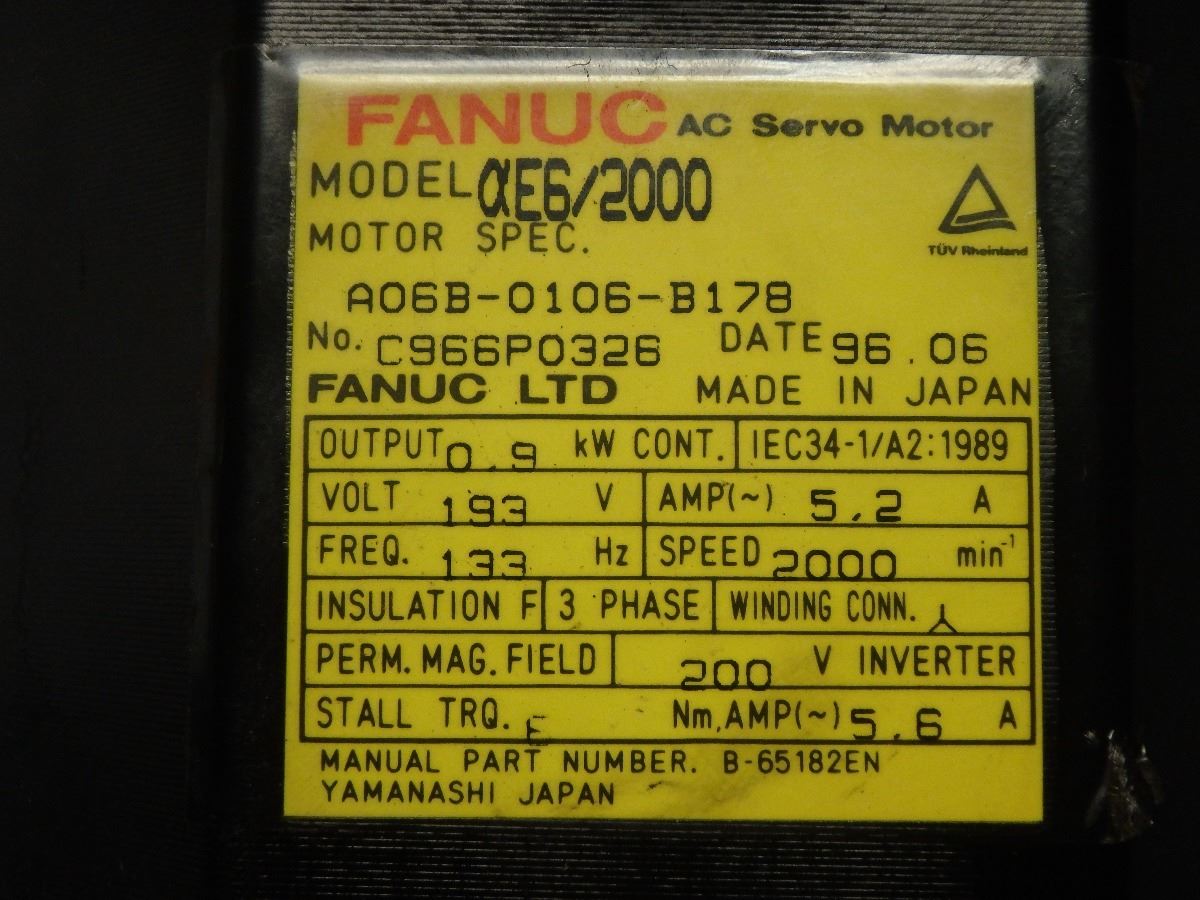 FANUC AC Servo Motor
MODEL αE6/2000
TÜV Rheinland
MOTOR SPEC.
A06B-0106-B178
No. C966P0326 DATE 96.06
FANUC LTD MADE IN JAPAN
OUTPUT 0.9 kW CONT. IEC34-1/A2:1989
VOLT 193 V AMP(~) 5.2 A
FREQ. 133 Hz SPEED 2000 min-1
INSULATION F 3 PHASE WINDING CONN.
PERM. MAG. FIELD 200 V INVERTER
STALL TRQ. Nm, AMP(~) 5.6 A
MANUAL PART NUMBER. B-65182EN
YAMANASHI JAPAN